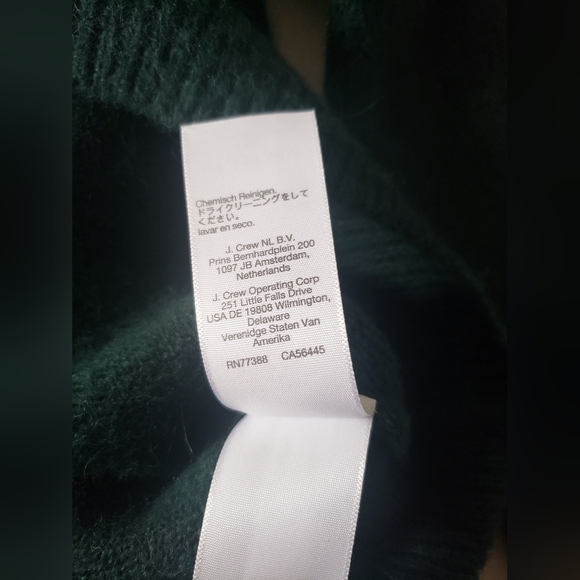 Chemisch Reinigen.
ドライクリーニングをして
ください。
lavar en seco.
J. Crew NL B.V.
Prins Bernhardplein 200
1097 JB Amsterdam,
Netherlands
J. Crew Operating Corp
251 Little Falls Drive
USA DE 19808 Wilmington,
Delaware
Verenidge Staten Van
Amerika
RN77388 CA56445